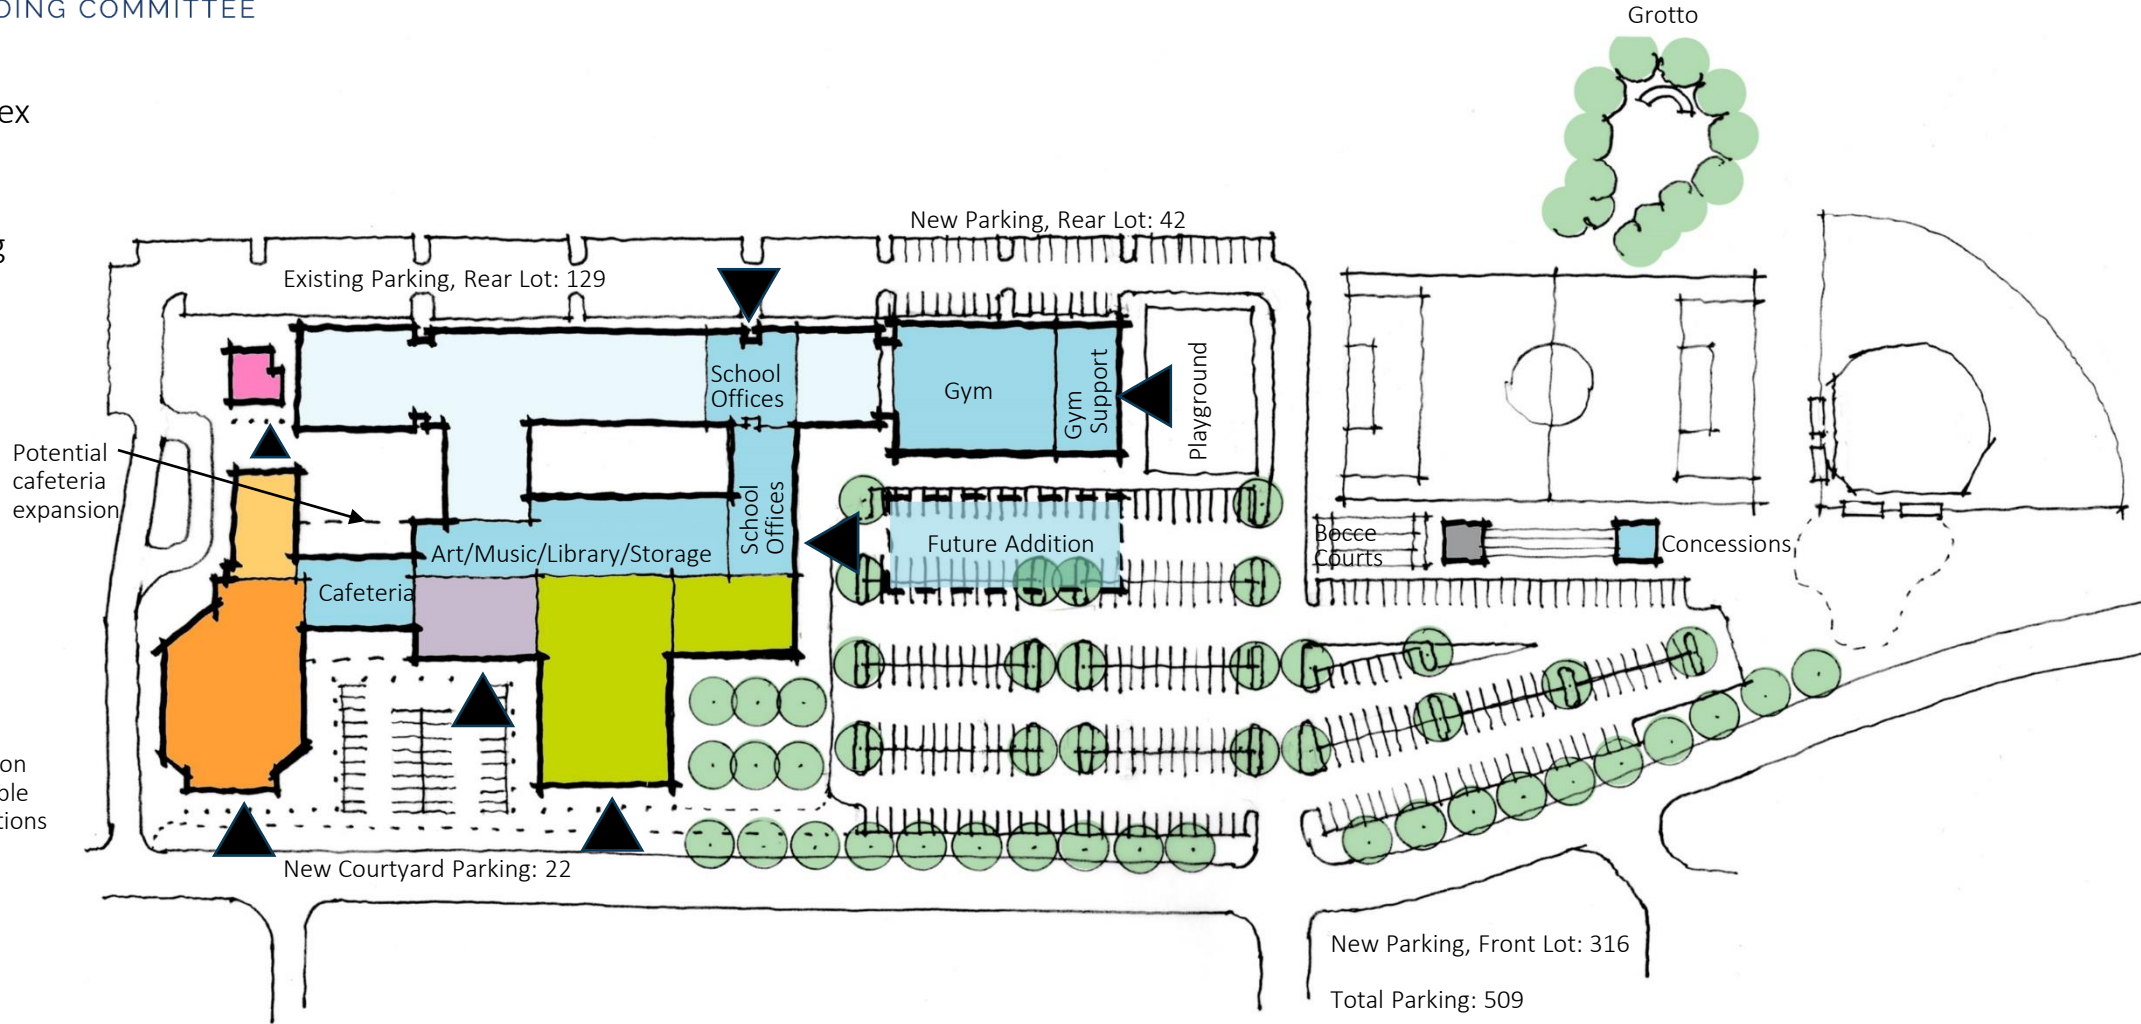 DING COMMITTEE
Grotto
ex
New Parking, Rear Lot: 42
g
Existing Parking, Rear Lot: 129
School
Offices
Gym
Gym
Support
Playground
Potential
cafeteria
expansion
School
Offices
Art/Music/Library/Storage
Future Addition
Bocce
Courts
Concessions
Cafeteria
on
ple
tions
New Courtyard Parking: 22
New Parking, Front Lot: 316
Total Parking: 509